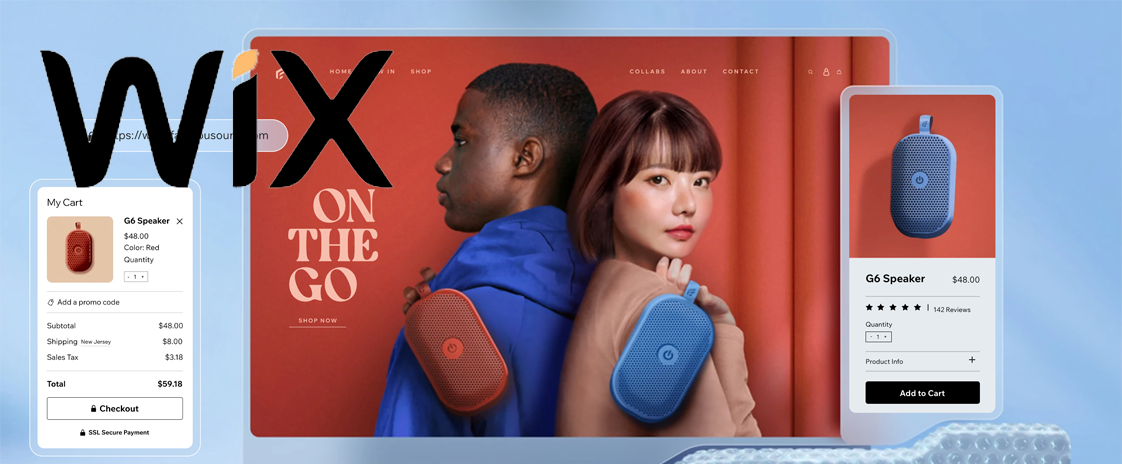 WiX
HOME
IN
SHOP
COLLABS
ABOUT
CONTACT
My Cart
G6 Speaker
$48.00
Color: Red
Quantity
- 1 +
Add a promo code
Subtotal $48.00
Shipping New Jersey $8.00
Sales Tax $3.18
Total $59.18
Checkout
SSL Secure Payment
ON
THE
GO
SHOP NOW
G6 Speaker $48.00
142 Reviews
Quantity
- 1 +
Product Info +
Add to Cart